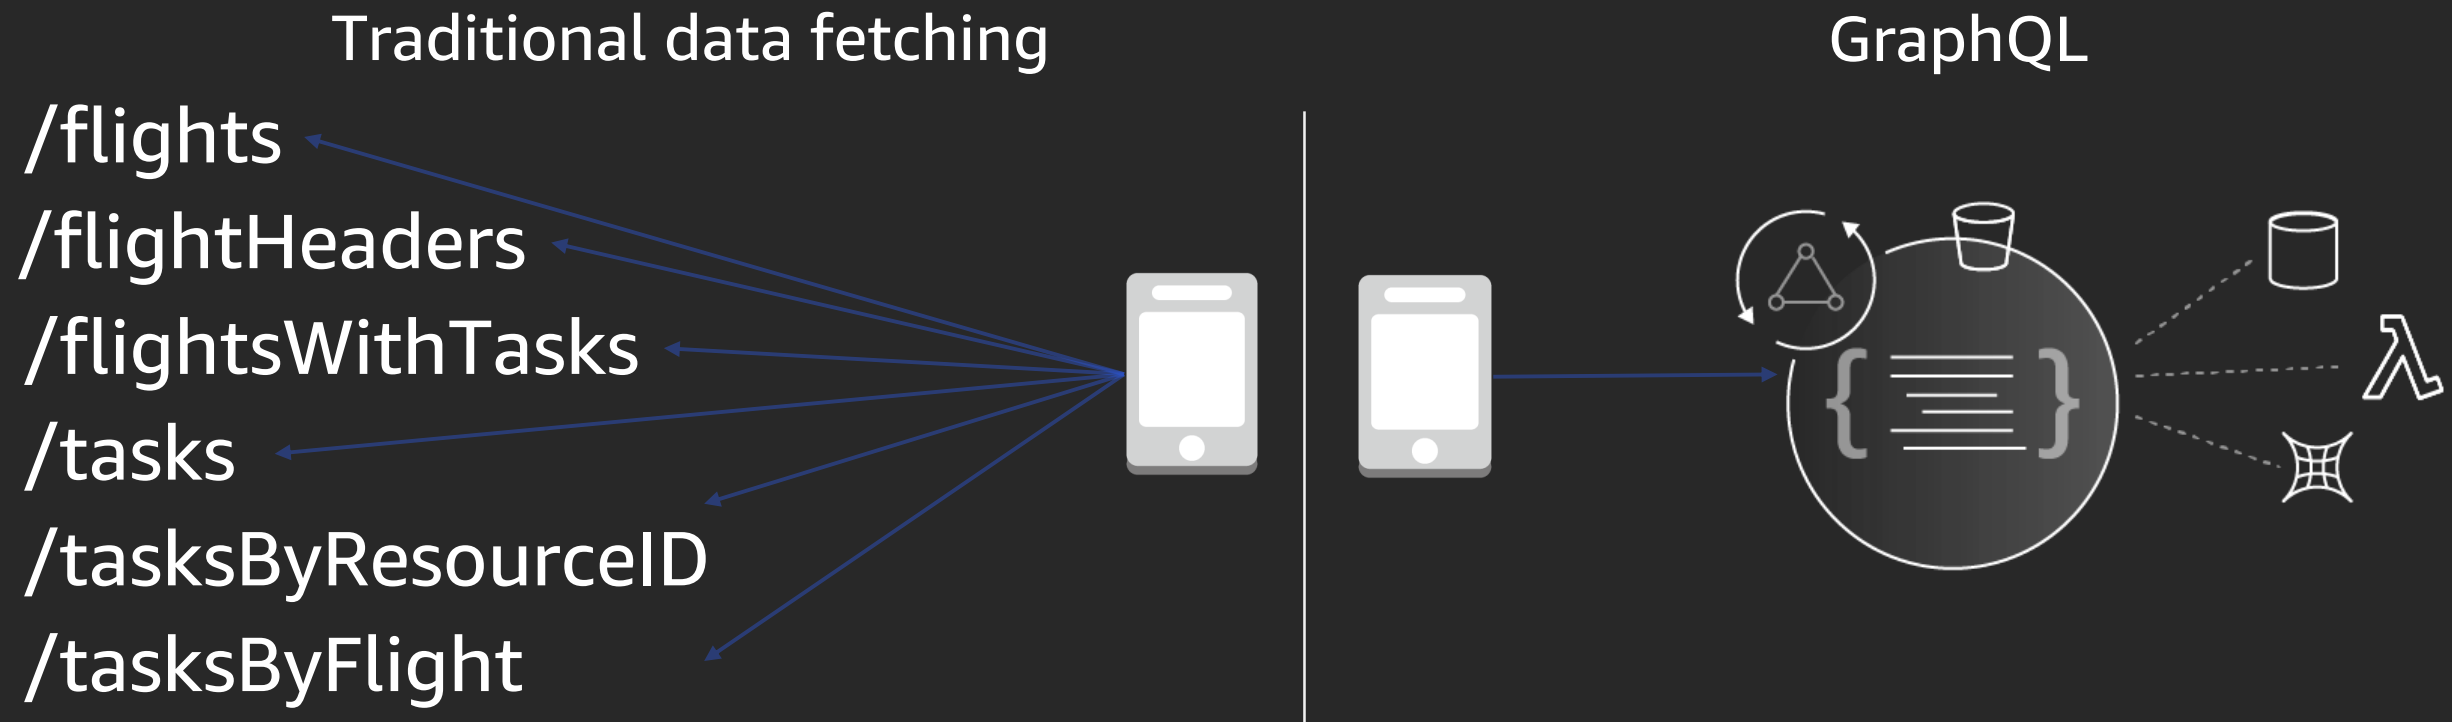 Traditional data fetching
/flights
/flightHeaders
/flightsWithTasks
/tasks
/tasksByResourceID
/tasksByFlight
GraphQL
{ }